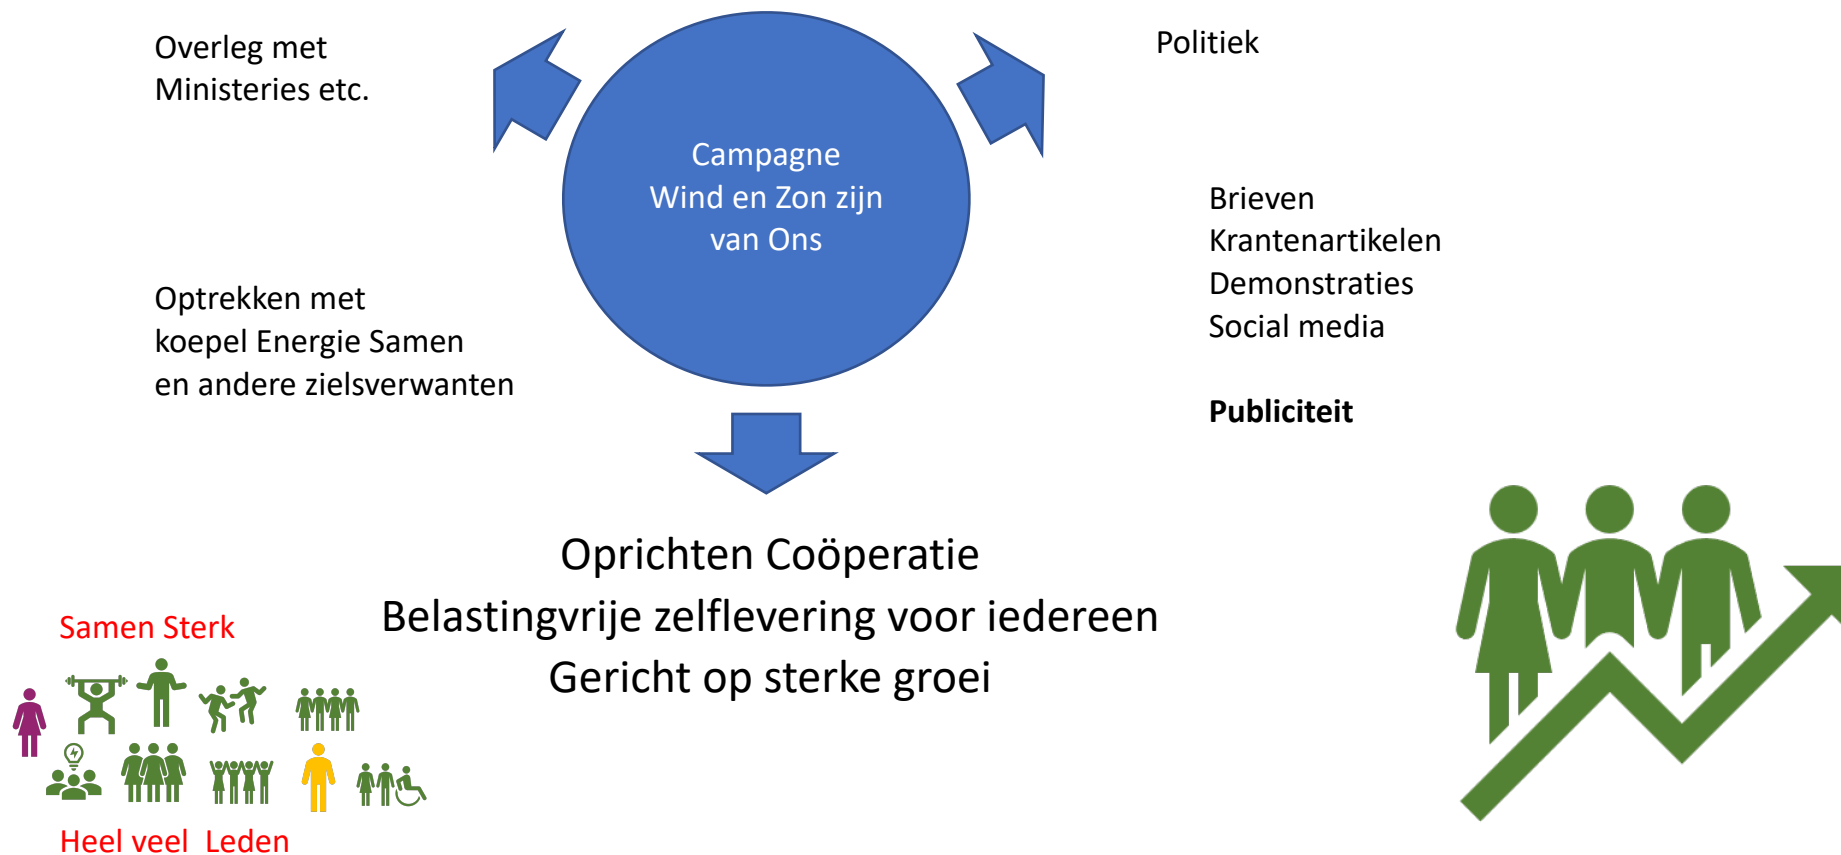 Overleg met
Ministeries etc.
Politiek
Campagne
Wind en Zon zijn
van Ons
Brieven
Krantenartikelen
Demonstraties
Social media
Publiciteit
Optrekken met
koepel Energie Samen
en andere zielsverwanten
Oprichten Coöperatie
Belastingvrije zelflevering voor iedereen
Gericht op sterke groei
Samen Sterk
Heel veel Leden